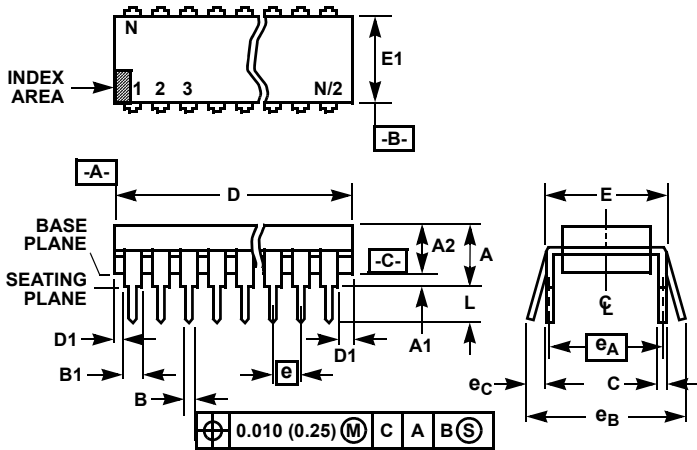 N
E1
INDEX
AREA
1 2 3 N/2
-B-
-A-
D
E
BASE
PLANE
A2
A
-C-
SEATING
PLANE
L
C
L
D1
A1
D1
eA
B1
e
eC
C
B
eB
0.010 (0.25) M C A B S